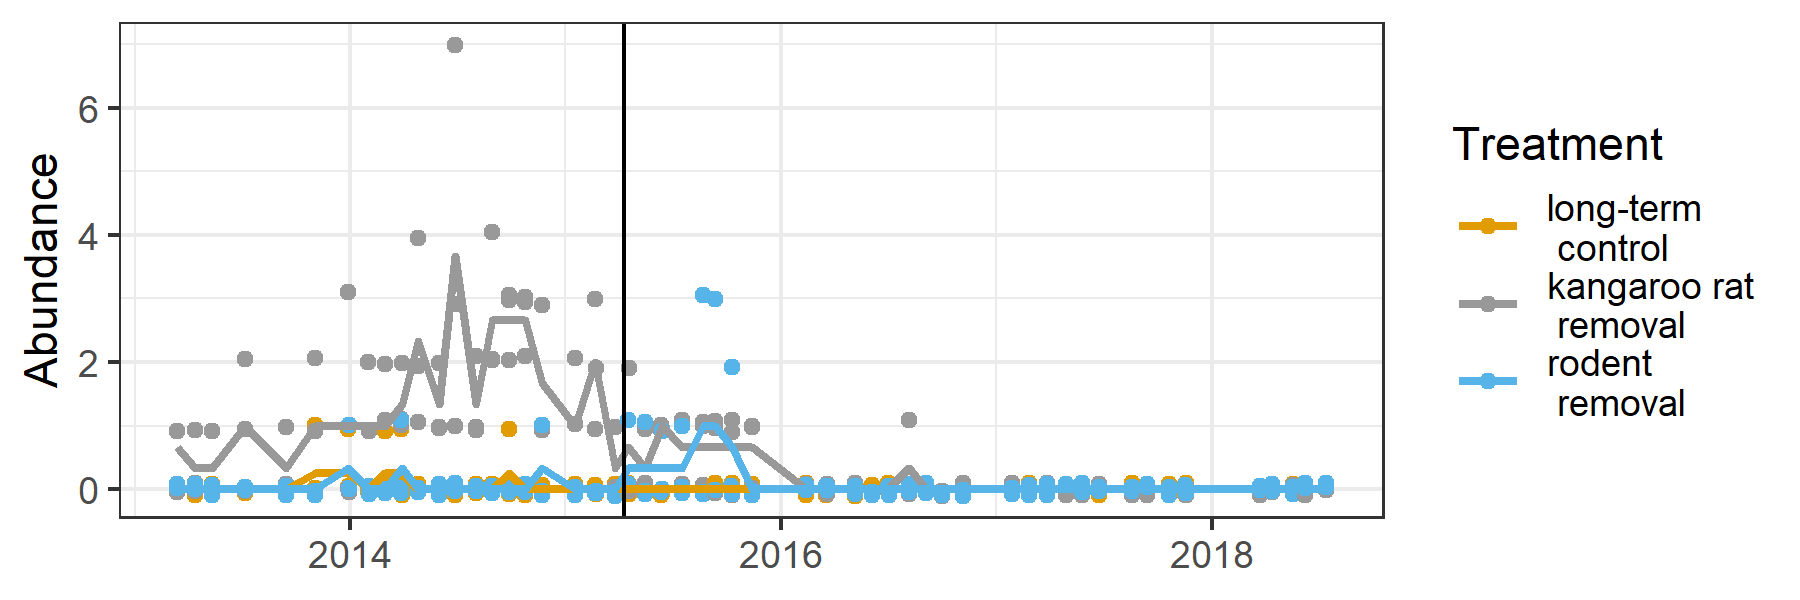 Abundance
6
4
2
0
2014
2016
2018
Treatment
long-term
control
kangaroo rat
removal
rodent
removal